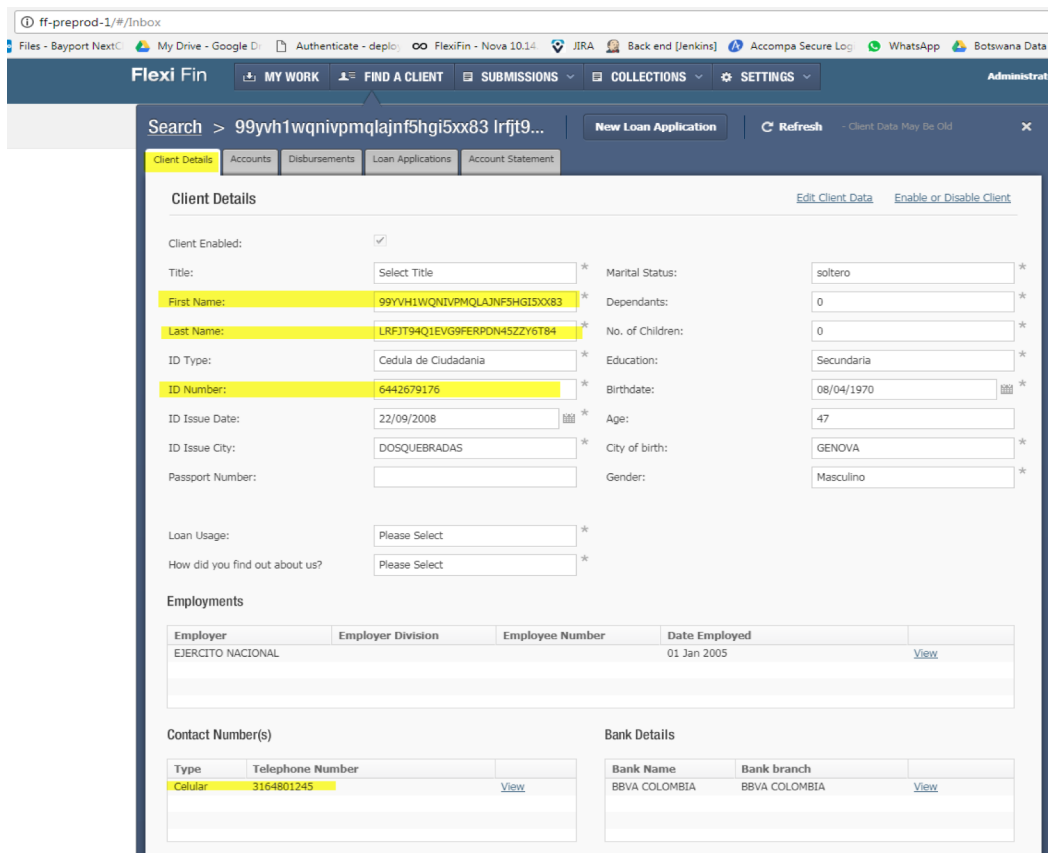 ff-preprod-1/#/Inbox
Files - Bayport NextC My Drive - Google Dr Authenticate - deploy FlexiFin - Nova 10.14. JIRA Back end [Jenkins] Accompa Secure Log WhatsApp Botswana Data
Flexi Fin MY WORK FIND A CLIENT SUBMISSIONS COLLECTIONS SETTINGS Administrat
Search > 99yvh1wqnivpmqlajnf5hgi5xx83 lrfjt9... New Loan Application Refresh - Client Data May Be Old ×
Client Details Accounts Disbursements Loan Applications Account Statement
Client Details Edit Client Data Enable or Disable Client
Client Enabled:
Title: Select Title * Marital Status: soltero *
First Name: 99YVH1WQNIVPMQLAJNF5HGI5XX83 * Dependants: 0 *
Last Name: LRFJT94Q1EVG9FERPDN45ZZY6T84 * No. of Children: 0 *
ID Type: Cedula de Ciudadania * Education: Secundaria *
ID Number: 6442679176 * Birthdate: 08/04/1970 *
ID Issue Date: 22/09/2008 * Age: 47
ID Issue City: DOSQUEBRADAS * City of birth: GENOVA *
Passport Number: Gender: Masculino *
Loan Usage: Please Select *
How did you find out about us? Please Select *
Employments
Employer Employer Division Employee Number Date Employed
EJERCITO NACIONAL 01 Jan 2005 View
Contact Number(s) Bank Details
Type Telephone Number Bank Name Bank branch
Celular 3164801245 View BBVA COLOMBIA BBVA COLOMBIA View